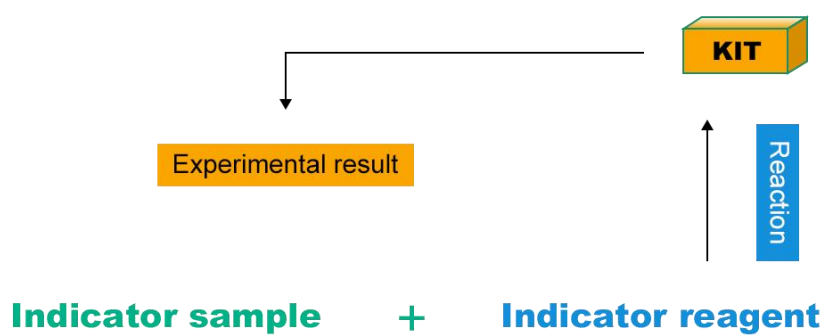 KIT
Experimental result
Reaction
Indicator sample + Indicator reagent